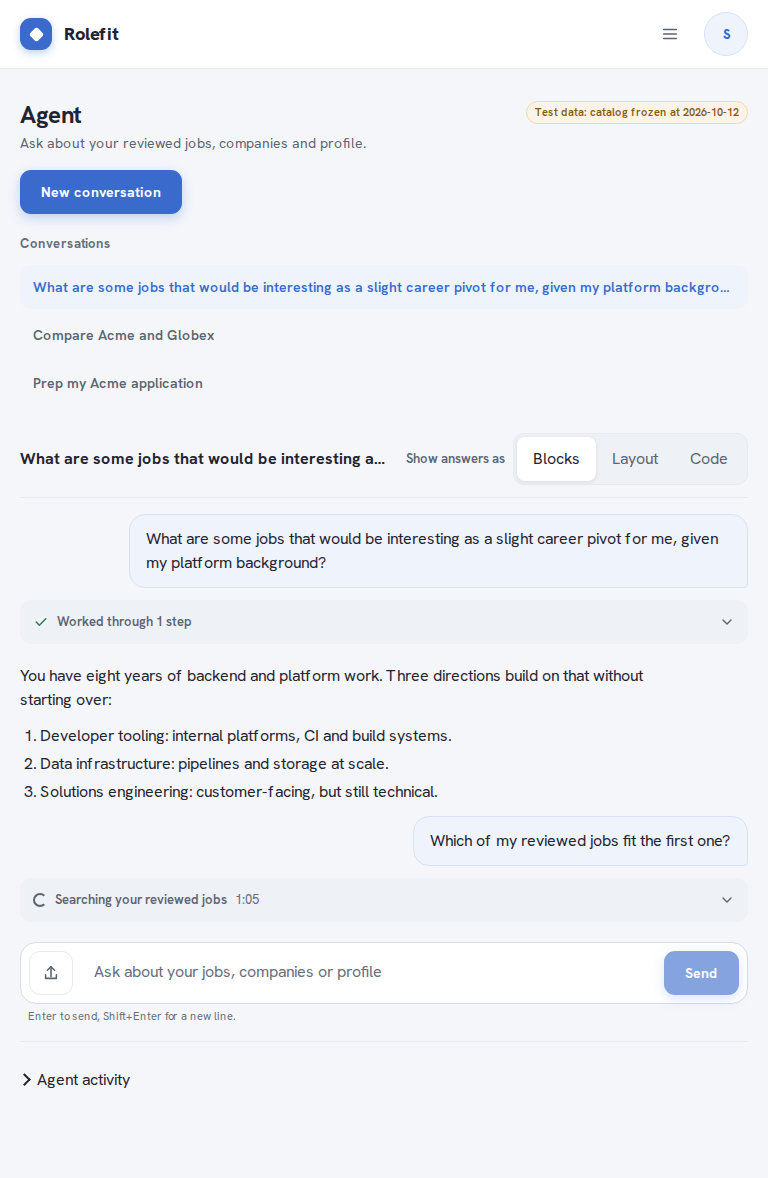 Rolefit
S
Agent
Test data: catalog frozen at 2026-10-12
Ask about your reviewed jobs, companies and profile.
New conversation
Conversations
What are some jobs that would be interesting as a slight career pivot for me, given my platform backgro...
Compare Acme and Globex
Prep my Acme application
What are some jobs that would be interesting a...
Show answers as
Blocks
Layout
Code
What are some jobs that would be interesting as a slight career pivot for me, given
my platform background?
Worked through 1 step
You have eight years of backend and platform work. Three directions build on that without
starting over:
1. Developer tooling: internal platforms, CI and build systems.
2. Data infrastructure: pipelines and storage at scale.
3. Solutions engineering: customer-facing, but still technical.
Which of my reviewed jobs fit the first one?
Searching your reviewed jobs 1:05
Ask about your jobs, companies or profile
Send
Enter to send, Shift+Enter for a new line.
Agent activity